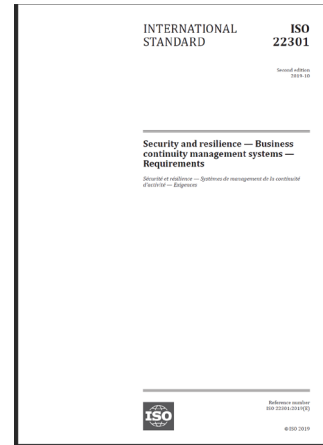 INTERNATIONAL
STANDARD
ISO
22301
Second edition
2019-10
Security and resilience — Business
continuity management systems —
Requirements
Sécurité et résilience — Systèmes de management de la continuité
d'activité — Exigences
ISO
Reference number
ISO 22301:2019(E)
© ISO 2019